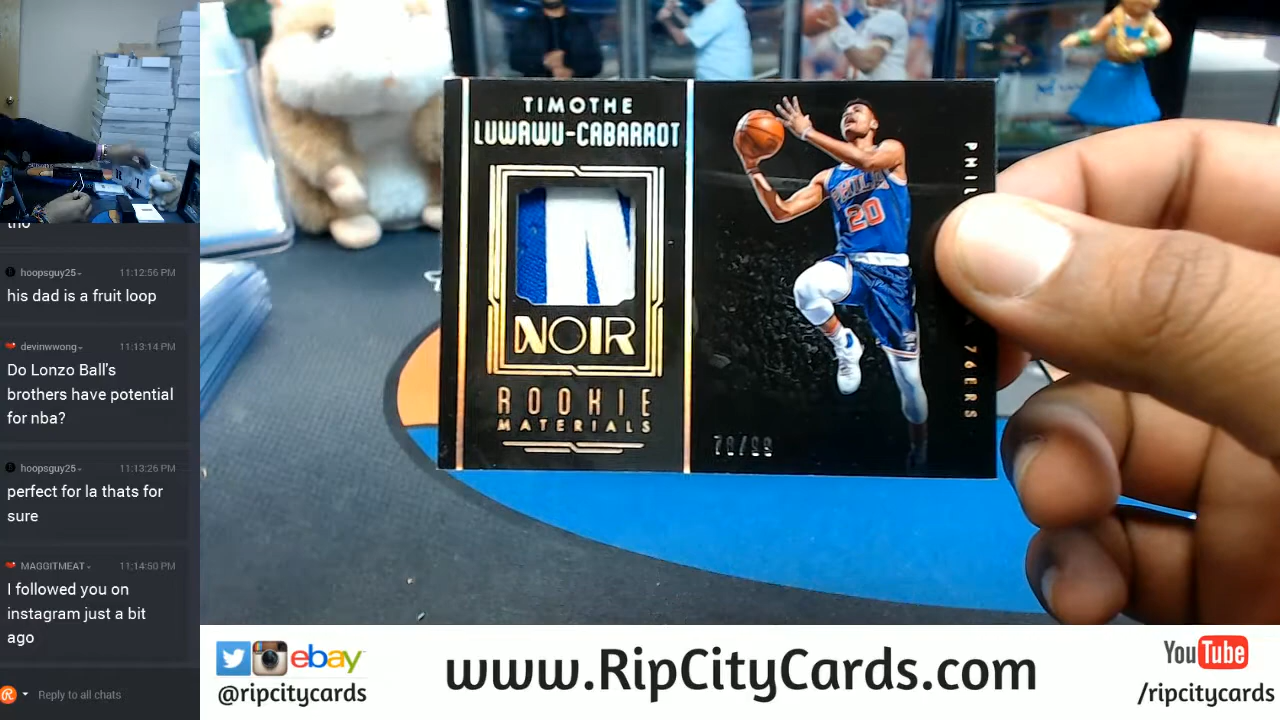 tho
hoopsguy25
11:12:56 PM
his dad is a fruit loop
devinwwong
11:13:14 PM
Do Lonzo Ball's
brothers have potential
for nba?
hoopsguy25
11:13:26 PM
perfect for la thats for
sure
MAGGITMEAT
11:14:50 PM
I followed you on
instagram just a bit
ago
Reply to all chats
TIMOTHE
LUWAWU-CABARROT
NOIR
ROOKIE
MATERIALS
PHILA
20
76ERS
ebay
@ripcitycards
www.RipCityCards.com
YouTube
/ripcitycards